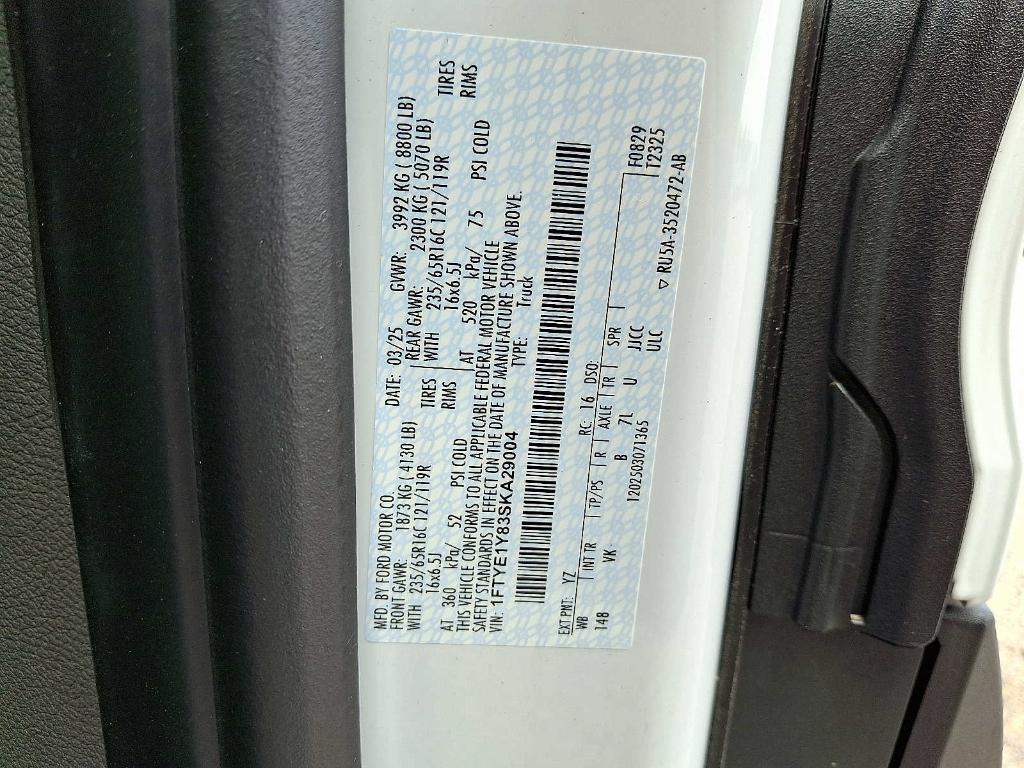 MFD. BY FORD MOTOR CO.
DATE: 03/25 GVWR: 3992 KG ( 8800 LB)
FRONT GAWR: 1873 KG ( 4130 LB)
REAR GAWR: 2300 KG ( 5070 LB)
WITH 235/65R16C 121/119R TIRES
WITH 235/65R16C 121/119R TIRES
16x6.5J RIMS
16x6.5J RIMS
AT 360 kPa/ 52 PSI COLD
AT 520 kPa/ 75 PSI COLD
THIS VEHICLE CONFORMS TO ALL APPLICABLE FEDERAL MOTOR VEHICLE
SAFETY STANDARDS IN EFFECT ON THE DATE OF MANUFACTURE SHOWN ABOVE.
VIN: 1FTYE1Y83SKA29004 TYPE: Truck
EXT PNT: YZ RC: 16 DSO: F0829
WB INT TR TP/PS R AXLE TR SPR T2325
148 VK B 7L U JJCC
1202503071365 ULC
▽ RU5A-3520472-AB